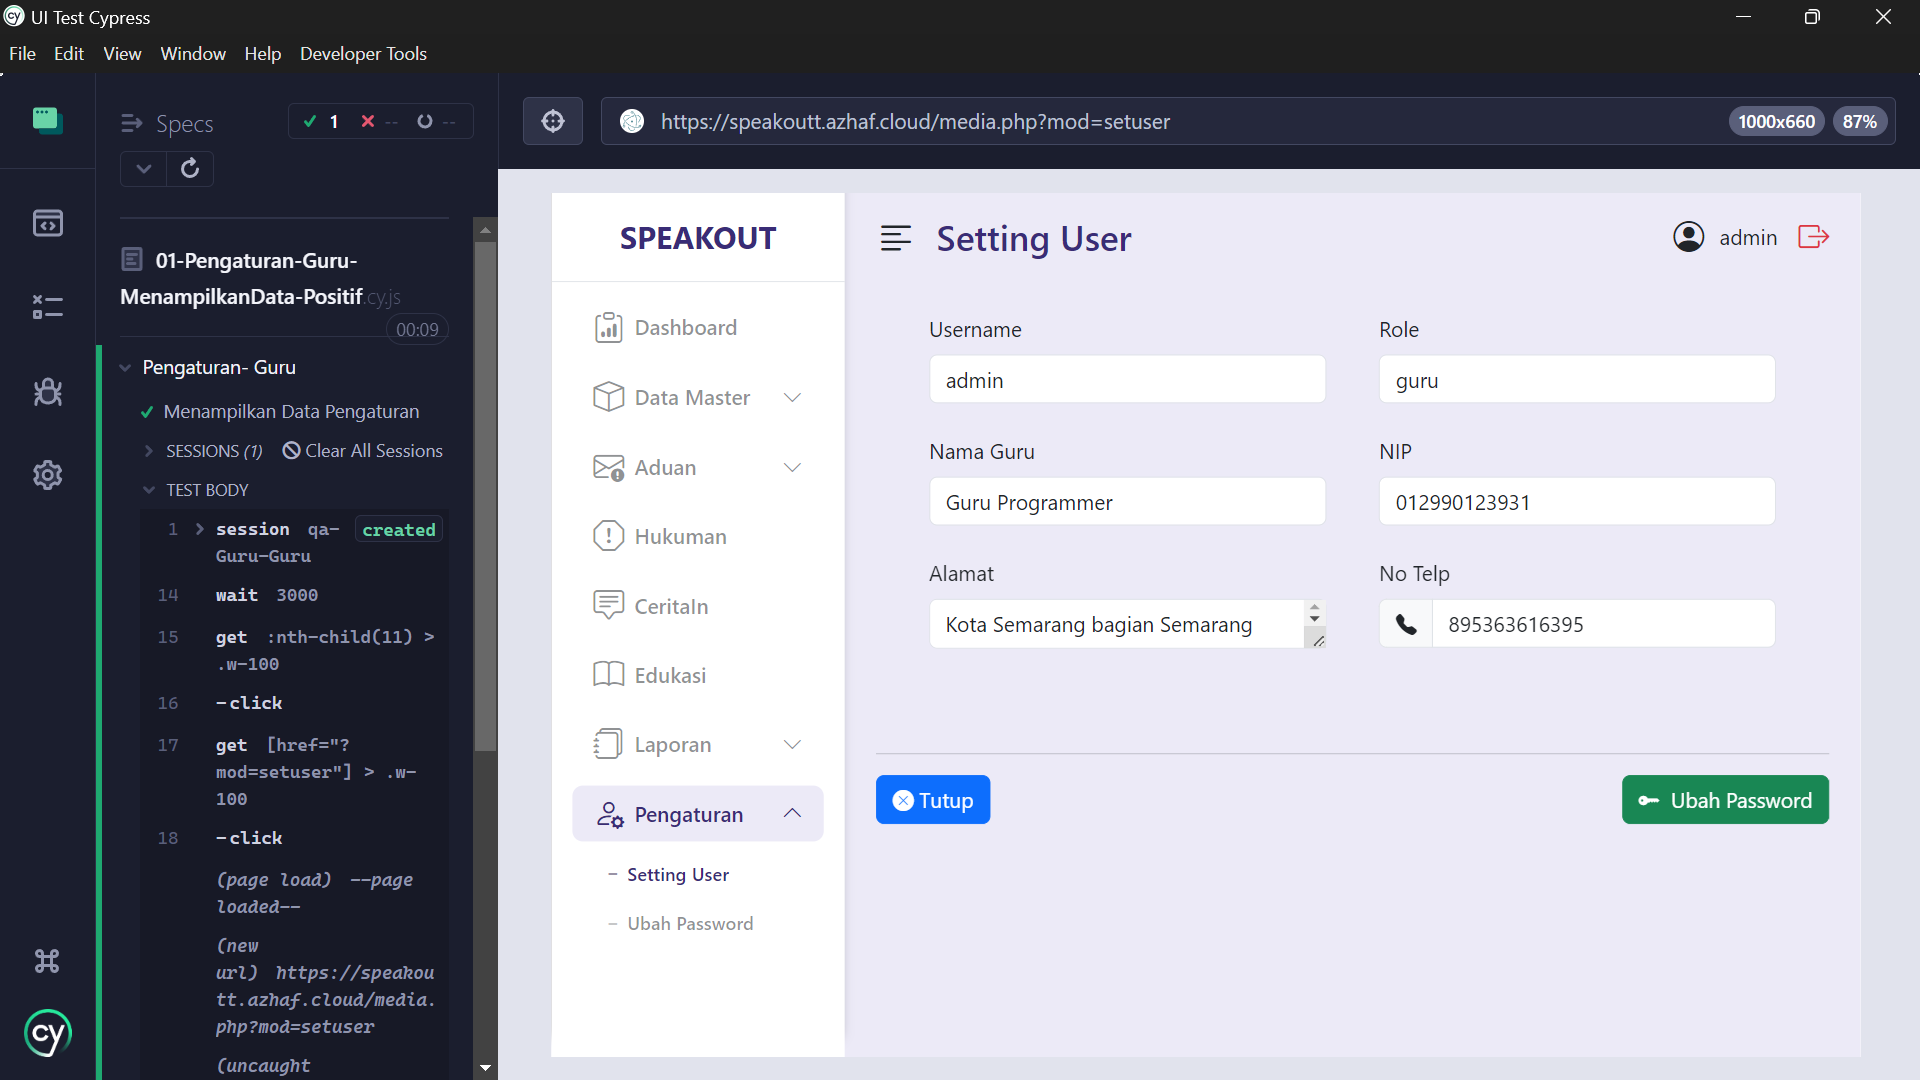 UI Test Cypress
File Edit View Window Help Developer Tools
Specs
1 -- --
01-Pengaturan-Guru-
MenampilkanData-Positif.cy.js
00:09
Pengaturan- Guru
Menampilkan Data Pengaturan
SESSIONS (1) Clear All Sessions
TEST BODY
1 session qa- created
Guru-Guru
14 wait 3000
15 get :nth-child(11) >
.w-100
16 -click
17 get [href="?
mod=setuser"] > .w-
100
18 -click
(page load) --page
loaded--
(new
url) https://speakou
tt.azhaf.cloud/media.
php?mod=setuser
(uncaught
cy
https://speakoutt.azhaf.cloud/media.php?mod=setuser
1000x660 87%
SPEAKOUT
Dashboard
Data Master
Aduan
Hukuman
CeritaIn
Edukasi
Laporan
Pengaturan
- Setting User
- Ubah Password
Setting User
admin
Username
admin
Role
guru
Nama Guru
Guru Programmer
NIP
012990123931
Alamat
Kota Semarang bagian Semarang
No Telp
895363616395
Tutup
Ubah Password